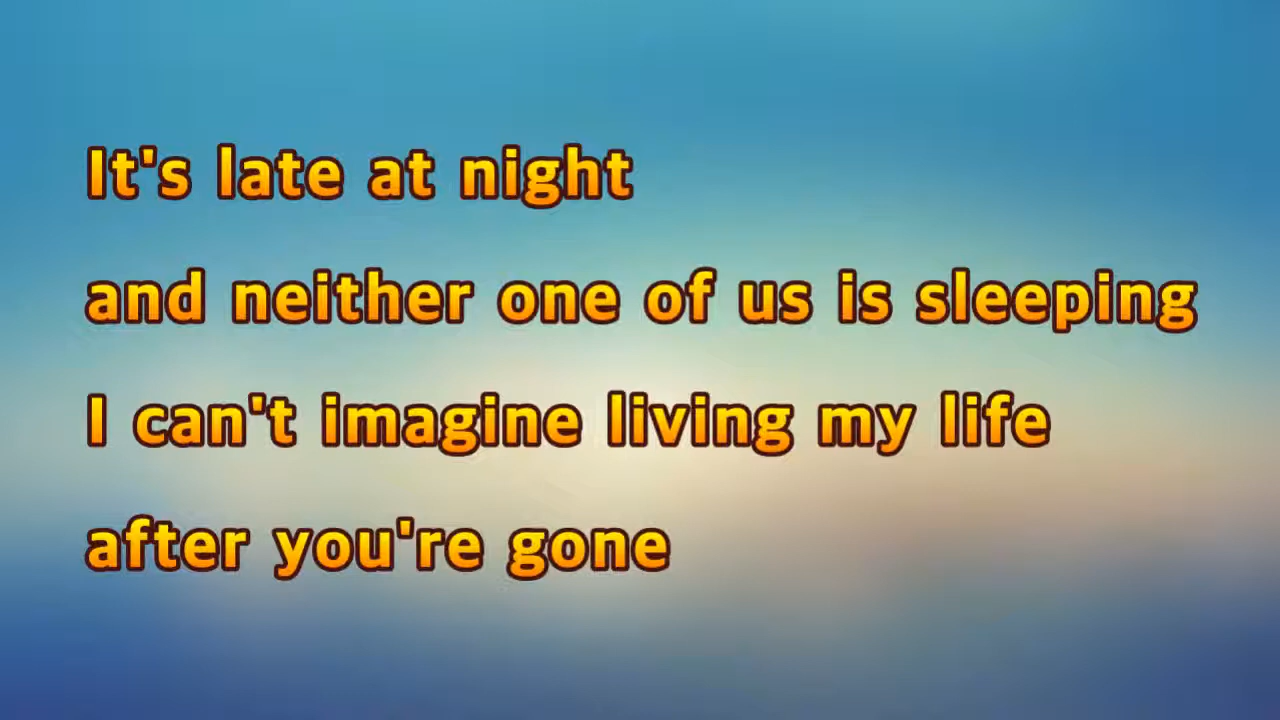 It's late at night
and neither one of us is sleeping
I can't imagine living my life
after you're gone